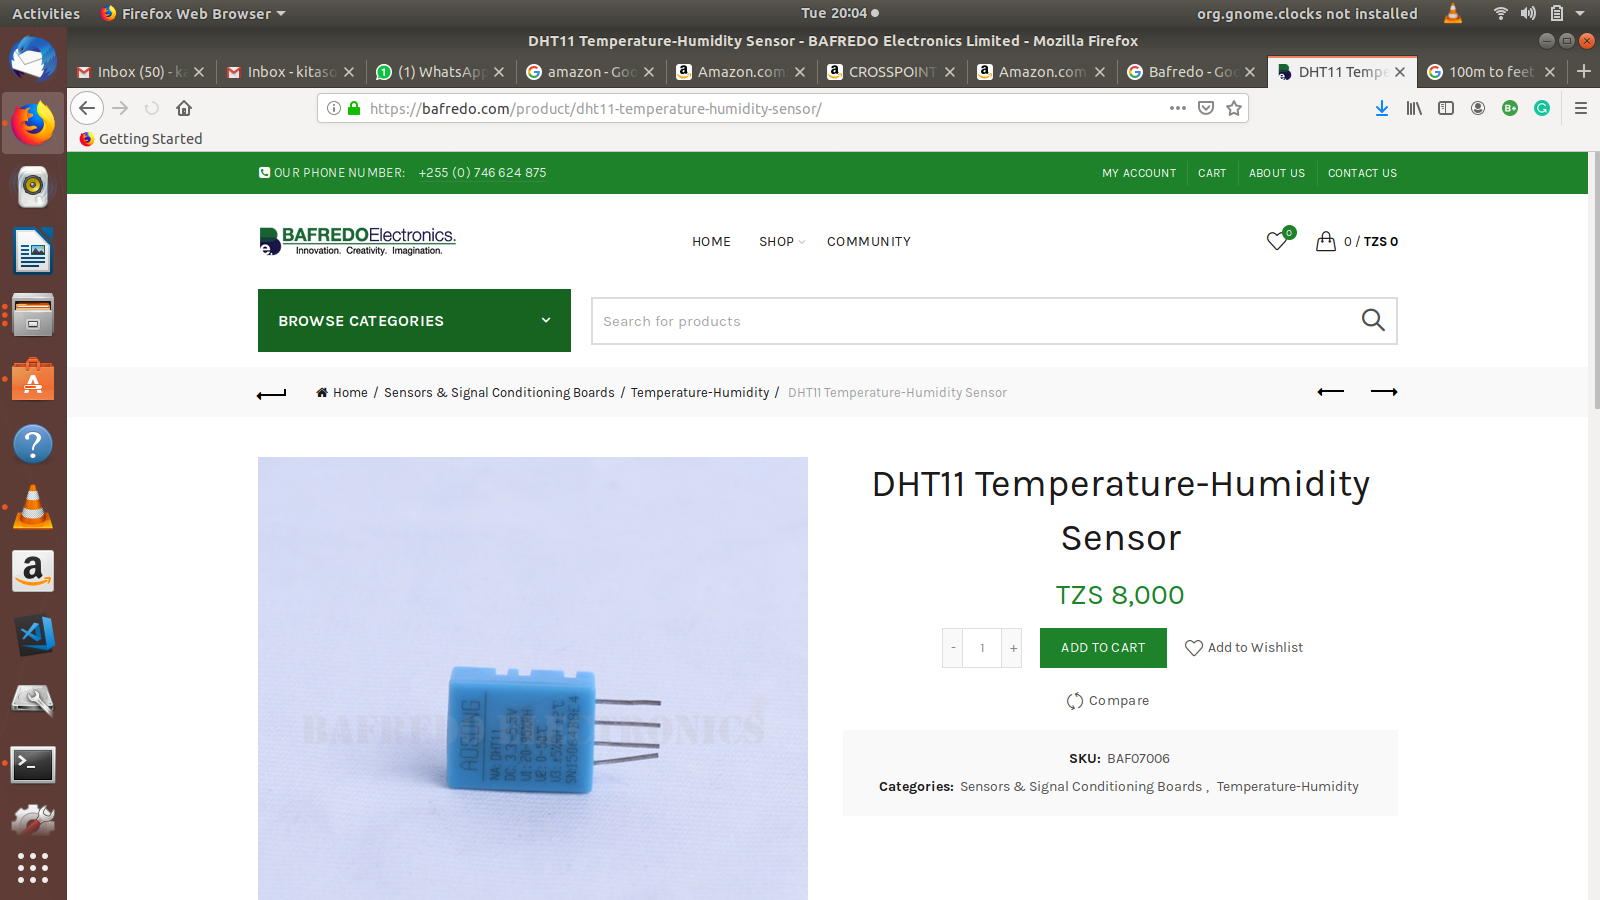 Activities
Firefox Web Browser
Tue 20:04
org.gnome.clocks not installed
DHT11 Temperature-Humidity Sensor - BAFREDO Electronics Limited - Mozilla Firefox
Inbox (50) - ka
Inbox - kitaso
(1) WhatsApp
amazon - Goo
Amazon.com
CROSSPOINT
Amazon.com
Bafredo - Goo
DHT11 Tempe
100m to feet
https://bafredo.com/product/dht11-temperature-humidity-sensor/
Getting Started
OUR PHONE NUMBER: +255 (0) 746 624 875
MY ACCOUNT
CART
ABOUT US
CONTACT US
BAFREDOElectronics.
Innovation. Creativity. Imagination.
HOME
SHOP
COMMUNITY
0
0 / TZS 0
BROWSE CATEGORIES
Search for products
Home / Sensors & Signal Conditioning Boards / Temperature-Humidity / DHT11 Temperature-Humidity Sensor
DHT11 Temperature-Humidity
Sensor
TZS 8,000
- 1 +
ADD TO CART
Add to Wishlist
Compare
SKU: BAF07006
Categories: Sensors & Signal Conditioning Boards , Temperature-Humidity
BAFREDO ELECTRONICS
AOSONG
NA: DHT11